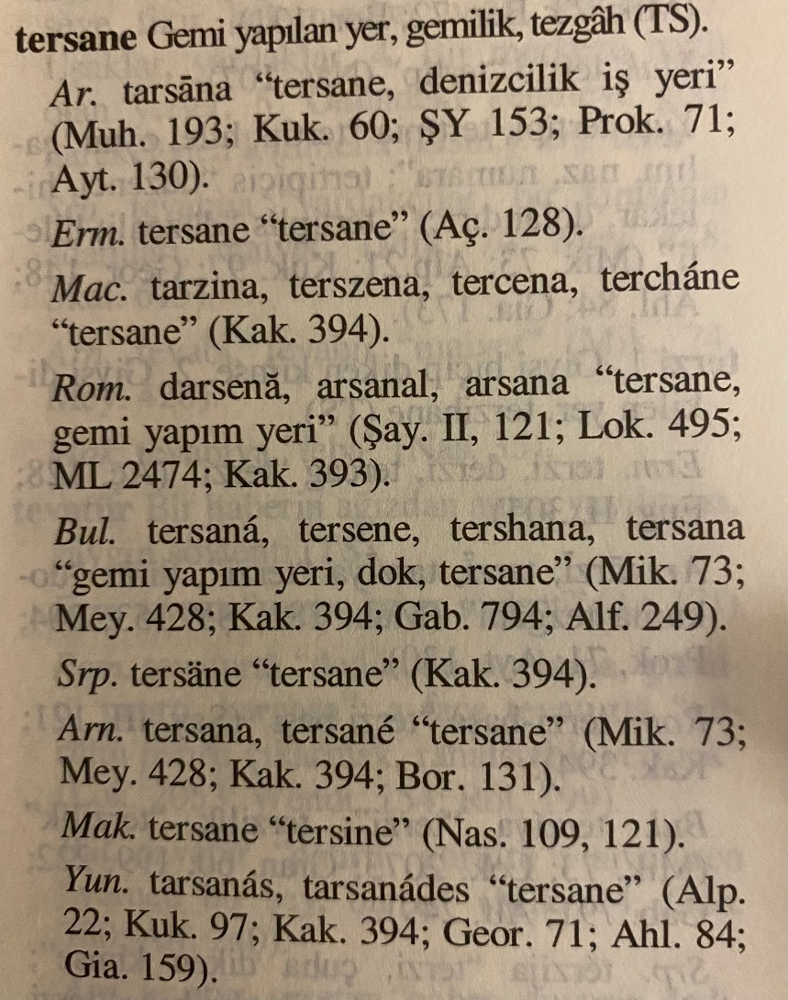 tersane Gemi yapılan yer, gemilik, tezgâh (TS).
Ar. tarsāna “tersane, denizcilik iş yeri”
(Muh. 193; Kuk. 60; ŞY 153; Prok. 71;
Ayt. 130).
Erm. tersane “tersane” (Aç. 128).
Mac. tarzina, terszena, tercena, tercháne
“tersane” (Kak. 394).
Rom. darsenă, arsanal, arsana “tersane,
gemi yapım yeri” (Şay. II, 121; Lok. 495;
ML 2474; Kak. 393).
Bul. tersaná, tersene, tershana, tersana
“gemi yapım yeri, dok, tersane” (Mik. 73;
Mey. 428; Kak. 394; Gab. 794; Alf. 249).
Srp. tersäne “tersane” (Kak. 394).
Arn. tersana, tersané “tersane” (Mik. 73;
Mey. 428; Kak. 394; Bor. 131).
Mak. tersane “tersine” (Nas. 109, 121).
Yun. tarsanás, tarsanádes “tersane” (Alp.
22; Kuk. 97; Kak. 394; Geor. 71; Ahl. 84;
Gia. 159).